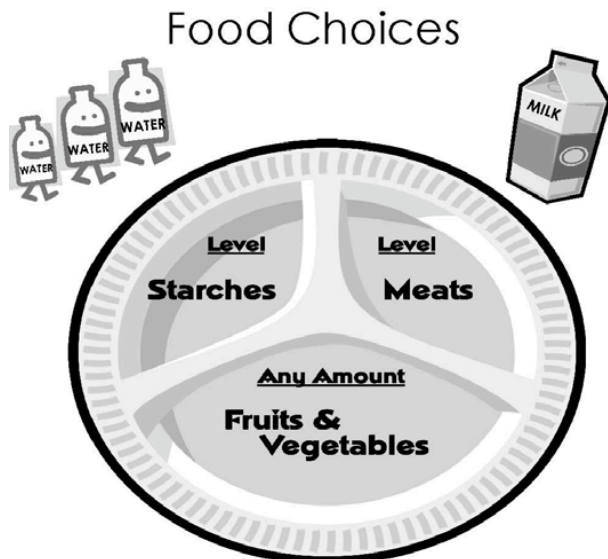 Food Choices
WATER
WATER
WATER
MILK
Level
Starches
Level
Meats
Any Amount
Fruits &
Vegetables